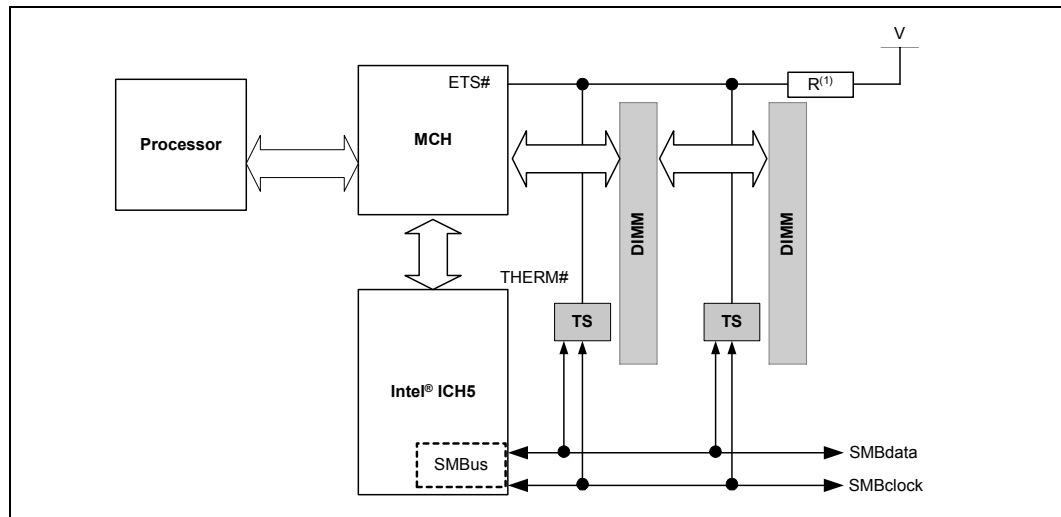 V
ETS#
R(1)
Processor
MCH
DIMM
DIMM
THERM#
TS
TS
Intel® ICH5
SMBus
SMBdata
SMBclock